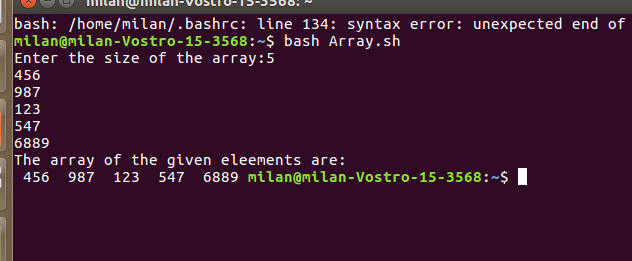 milan@milan-Vostro-15-3568: ~
bash: /home/milan/.bashrc: line 134: syntax error: unexpected end of
milan@milan-Vostro-15-3568:~$ bash Array.sh
Enter the size of the array:5
456
987
123
547
6889
The array of the given eleements are:
 456  987  123  547  6889 milan@milan-Vostro-15-3568:~$